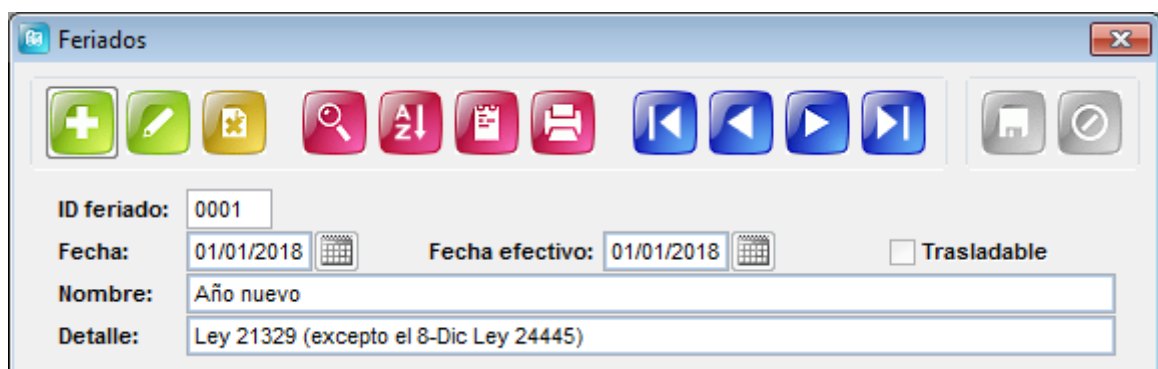 Feriados
ID feriado: 0001
Fecha: 01/01/2018 Fecha efectivo: 01/01/2018 Trasladable
Nombre: Año nuevo
Detalle: Ley 21329 (excepto el 8-Dic Ley 24445)